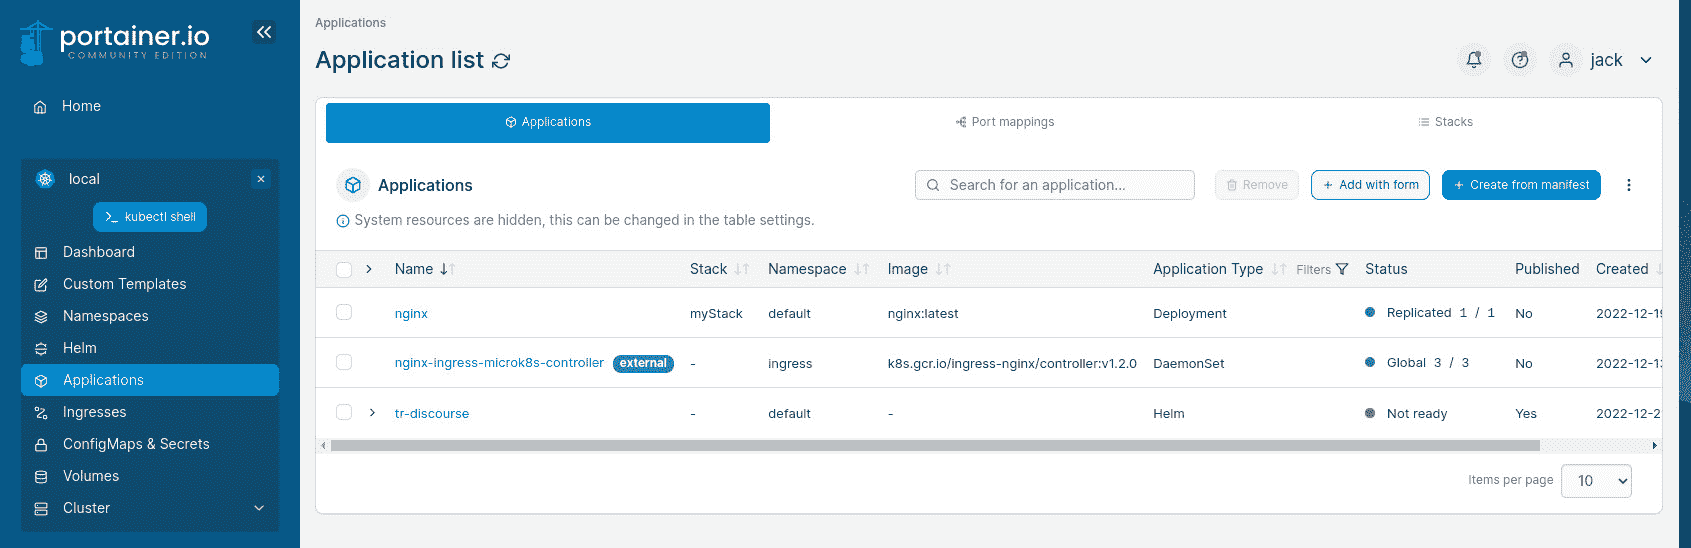 portainer.io
COMMUNITY EDITION
Home
local
kubectl shell
Dashboard
Custom Templates
Namespaces
Helm
Applications
Ingresses
ConfigMaps & Secrets
Volumes
Cluster
Applications
Application list
jack
Applications Port mappings Stacks
Applications Search for an application... Remove + Add with form + Create from manifest
System resources are hidden, this can be changed in the table settings.
Name Stack Namespace Image Application Type Filters Status Published Created
nginx myStack default nginx:latest Deployment Replicated 1 / 1 No 2022-12-19
nginx-ingress-microk8s-controller external - ingress k8s.gcr.io/ingress-nginx/controller:v1.2.0 DaemonSet Global 3 / 3 No 2022-12-1
tr-discourse - default - Helm Not ready Yes 2022-12-2
Items per page 10